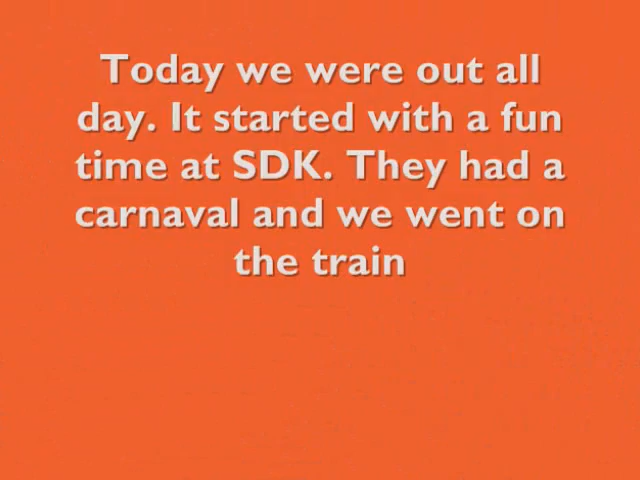 Today we were out all
day. It started with a fun
time at SDK. They had a
carnaval and we went on
the train